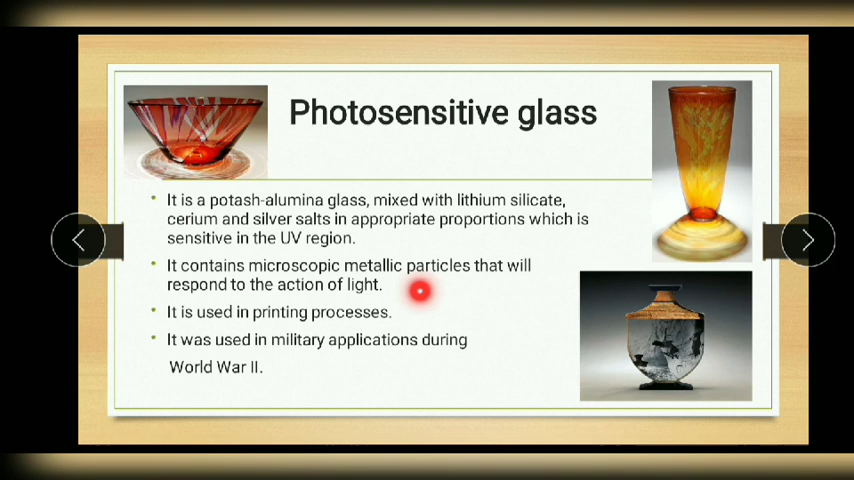 Photosensitive glass
It is a potash-alumina glass, mixed with lithium silicate,
cerium and silver salts in appropriate proportions which is
sensitive in the UV region.
It contains microscopic metallic particles that will
respond to the action of light.
It is used in printing processes.
It was used in military applications during
World War II.